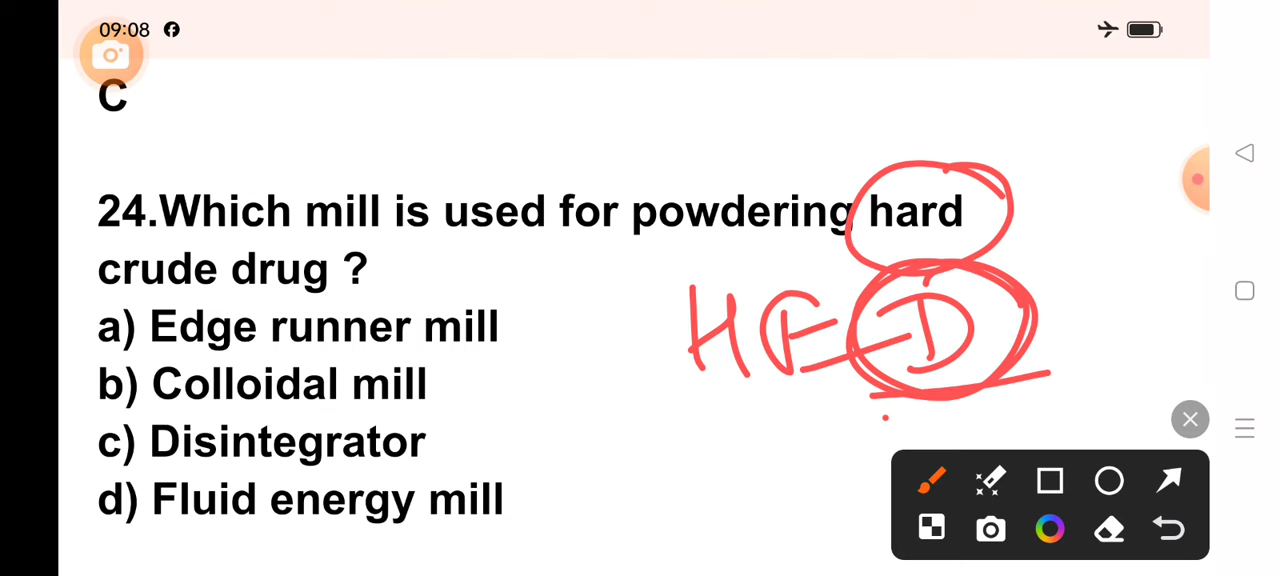 09:08
C
24.Which mill is used for powdering hard
crude drug ?
HED
a) Edge runner mill
b) Colloidal mill
c) Disintegrator
d) Fluid energy mill